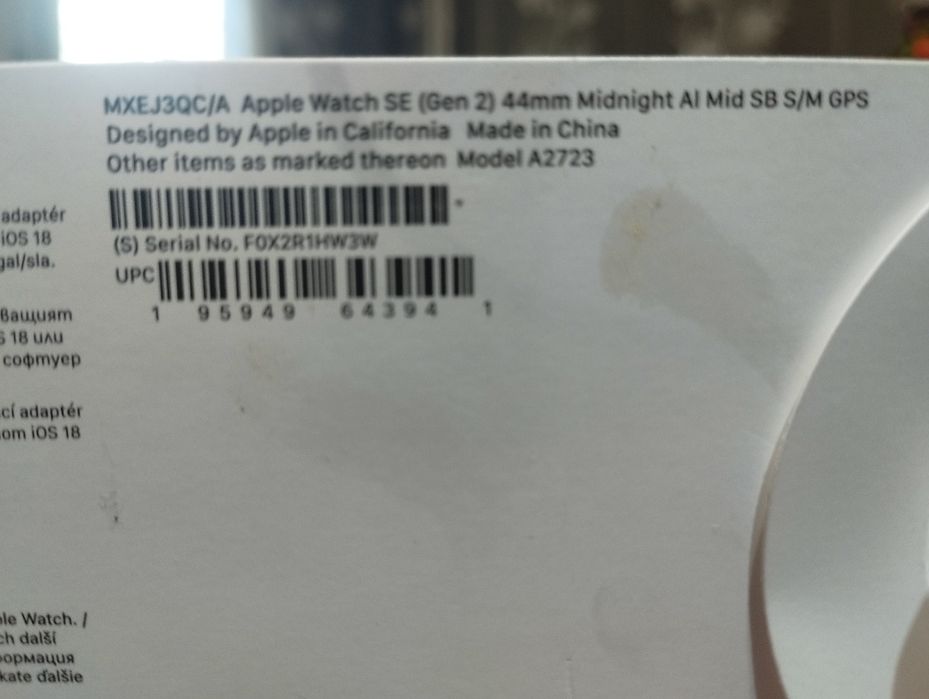 MXEJ3QC/A Apple Watch SE (Gen 2) 44mm Midnight Al Mid SB S/M GPS
Designed by Apple in California Made in China
Other items as marked thereon Model A2723
(S) Serial No. F0X2R1HW3W
UPC
1 95949 64394 1
adaptér
iOS 18
gal/sla.
ващият
S 18 или
софтуер
cí adaptér
om iOS 18
ple Watch. /
ch další
ормация
kate ďalšie